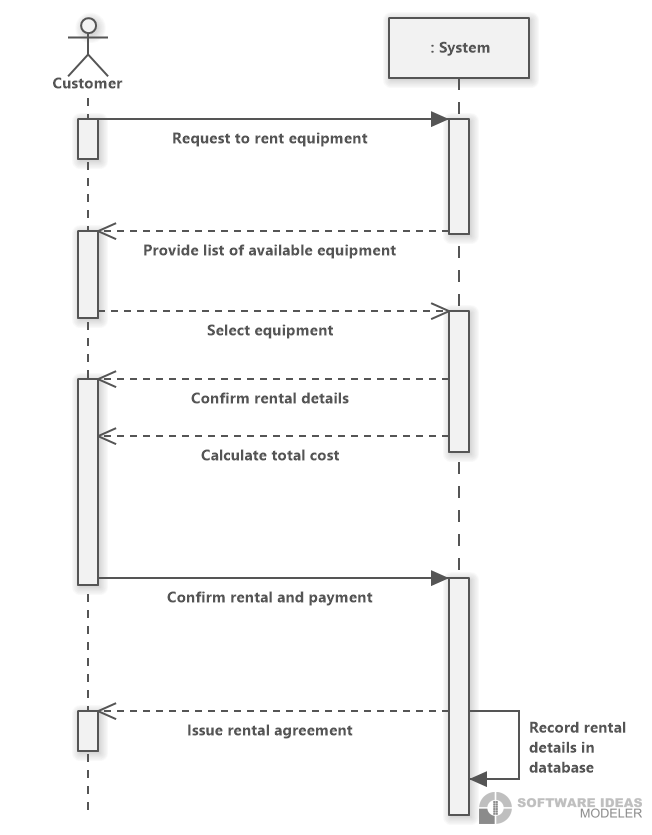 Customer
: System
Request to rent equipment
Provide list of available equipment
Select equipment
Confirm rental details
Calculate total cost
Confirm rental and payment
Issue rental agreement
Record rental
details in
database
SOFTWARE IDEAS
MODELER